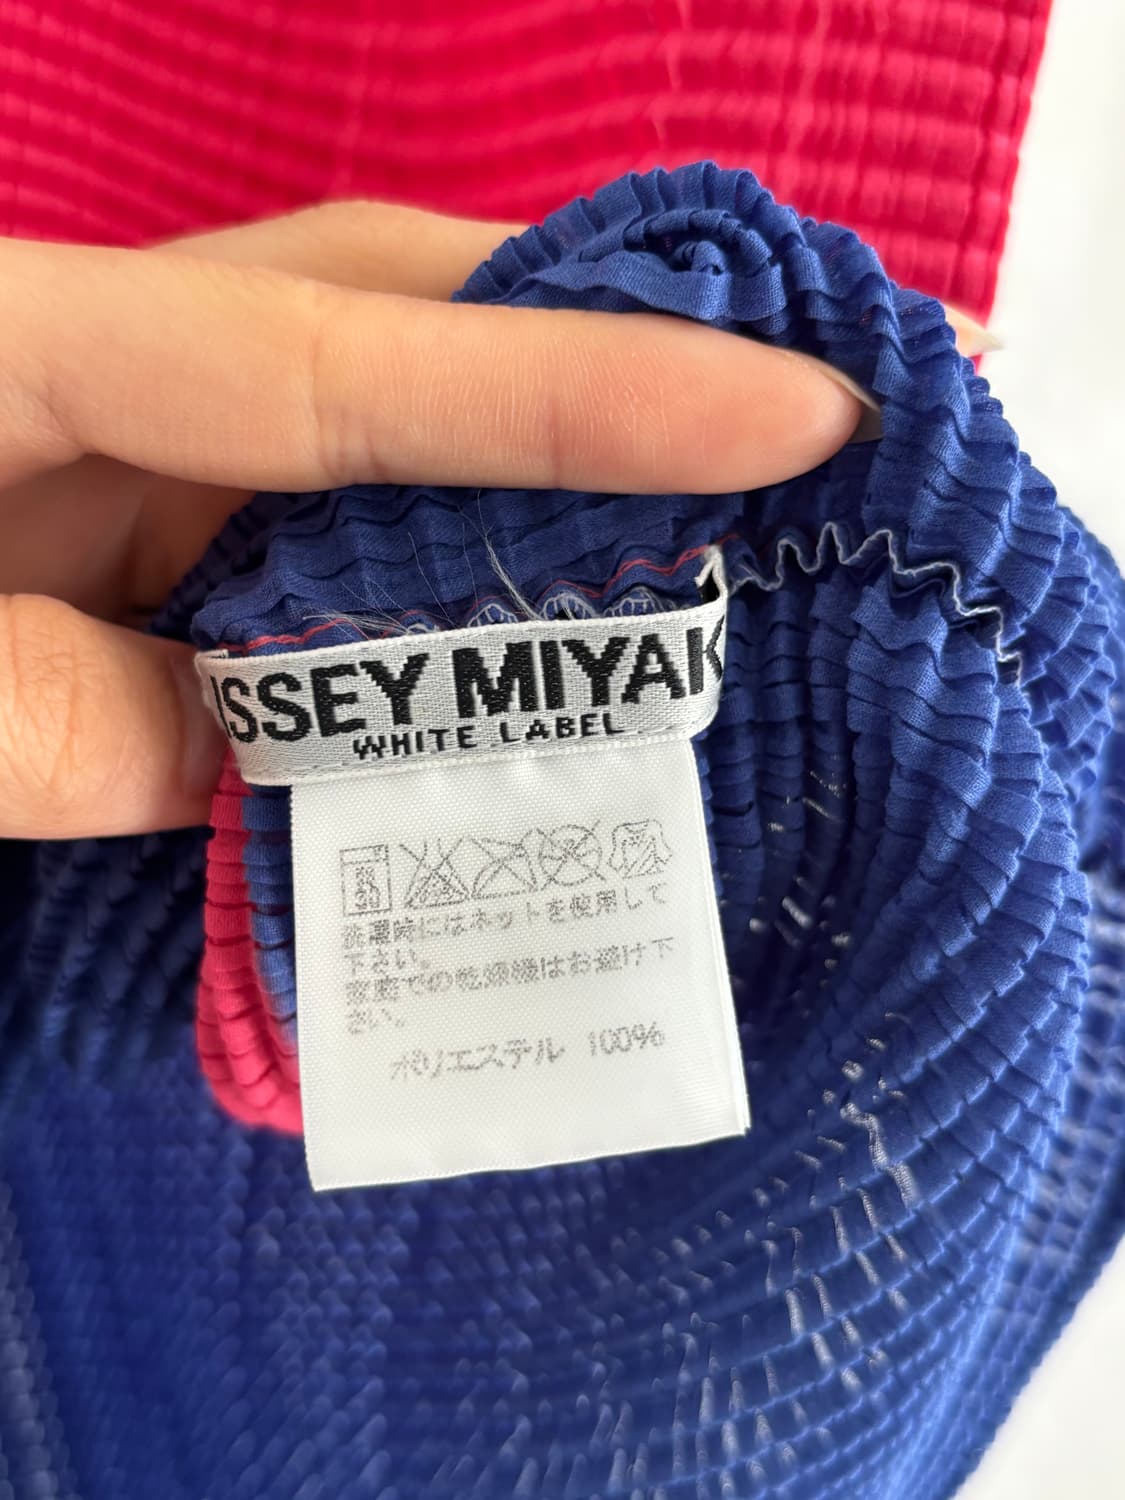 ISSEY MIYAK
WHITE LABEL
洗濯時にはネットを使用して
下さい。
家庭での乾燥機はお避け下
さい。
ポリエステル 100%